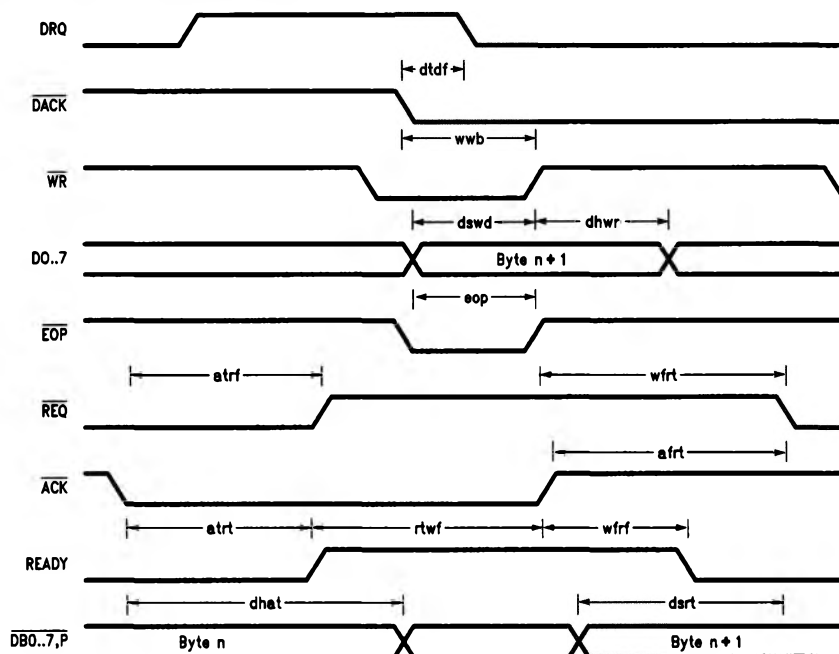 DRQ
dtdf
DACK
wwb
WR
dswd dhwr
DO..7 Byte n + 1
eop
EOP
atrf wfrt
REQ
afrt
ACK
atrt rtwf wfrf
READY
dhat dsrt
DB0..7,P Byte n Byte n + 1